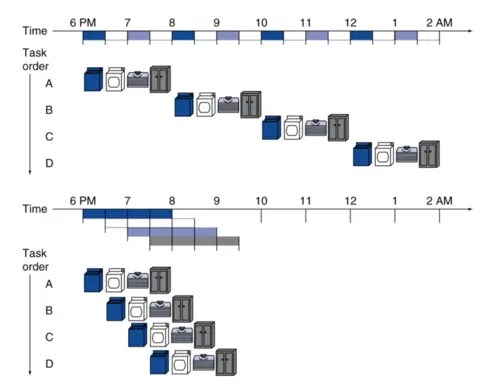 6 PM 7 8 9 10 11 12 1 2 AM
Time
Task
order
A
B
C
D
6 PM 7 8 9 10 11 12 1 2 AM
Time
Task
order
A
B
C
D